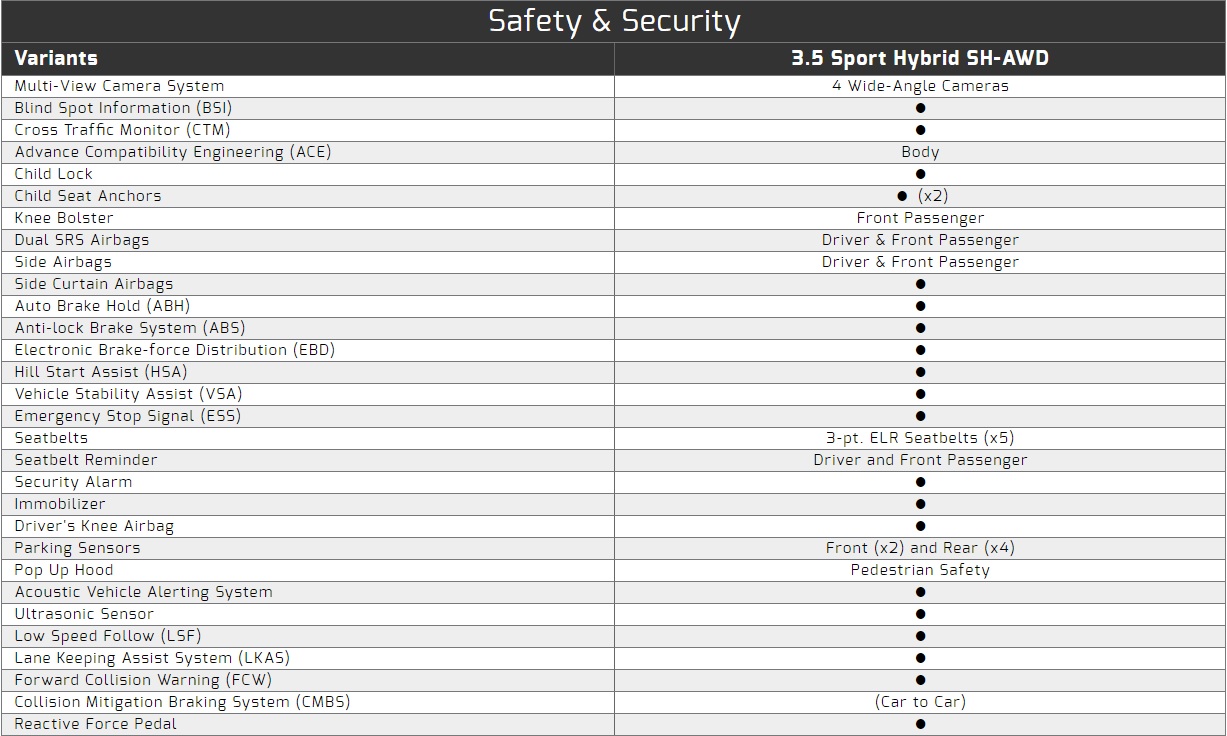 Safety & Security
Variants 3.5 Sport Hybrid SH-AWD
Multi-View Camera System 4 Wide-Angle Cameras
Blind Spot Information (BSI) ●
Cross Traffic Monitor (CTM) ●
Advance Compatibility Engineering (ACE) Body
Child Lock ●
Child Seat Anchors ● (x2)
Knee Bolster Front Passenger
Dual SRS Airbags Driver & Front Passenger
Side Airbags Driver & Front Passenger
Side Curtain Airbags ●
Auto Brake Hold (ABH) ●
Anti-lock Brake System (ABS) ●
Electronic Brake-force Distribution (EBD) ●
Hill Start Assist (HSA) ●
Vehicle Stability Assist (VSA) ●
Emergency Stop Signal (ESS) ●
Seatbelts 3-pt. ELR Seatbelts (x5)
Seatbelt Reminder Driver and Front Passenger
Security Alarm ●
Immobilizer ●
Driver's Knee Airbag ●
Parking Sensors Front (x2) and Rear (x4)
Pop Up Hood Pedestrian Safety
Acoustic Vehicle Alerting System ●
Ultrasonic Sensor ●
Low Speed Follow (LSF) ●
Lane Keeping Assist System (LKAS) ●
Forward Collision Warning (FCW) ●
Collision Mitigation Braking System (CMBS) (Car to Car)
Reactive Force Pedal ●